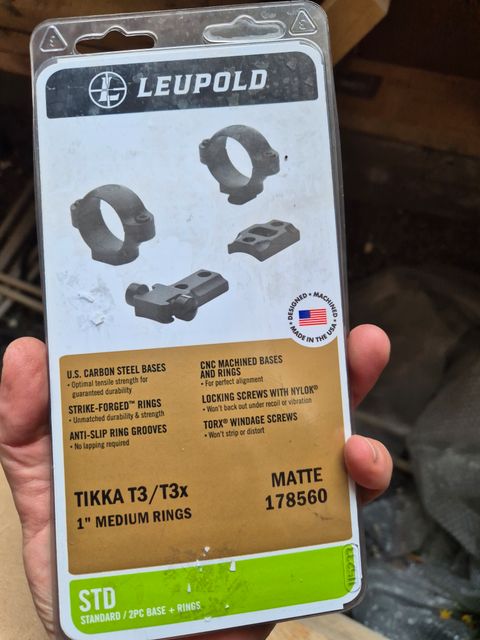 LEUPOLD
DESIGNED • MACHINED
MADE IN THE USA
U.S. CARBON STEEL BASES
• Optimal tensile strength for
guaranteed durability
STRIKE-FORGED™ RINGS
• Unmatched durability & strength
ANTI-SLIP RING GROOVES
• No lapping required
CNC MACHINED BASES
AND RINGS
• For perfect alignment
LOCKING SCREWS WITH NYLOK®
• Won't back out under recoil or vibration
TORX® WINDAGE SCREWS
• Won't strip or distort
TIKKA T3/T3x
1" MEDIUM RINGS
MATTE
178560
STD
STANDARD / 2PC BASE + RINGS